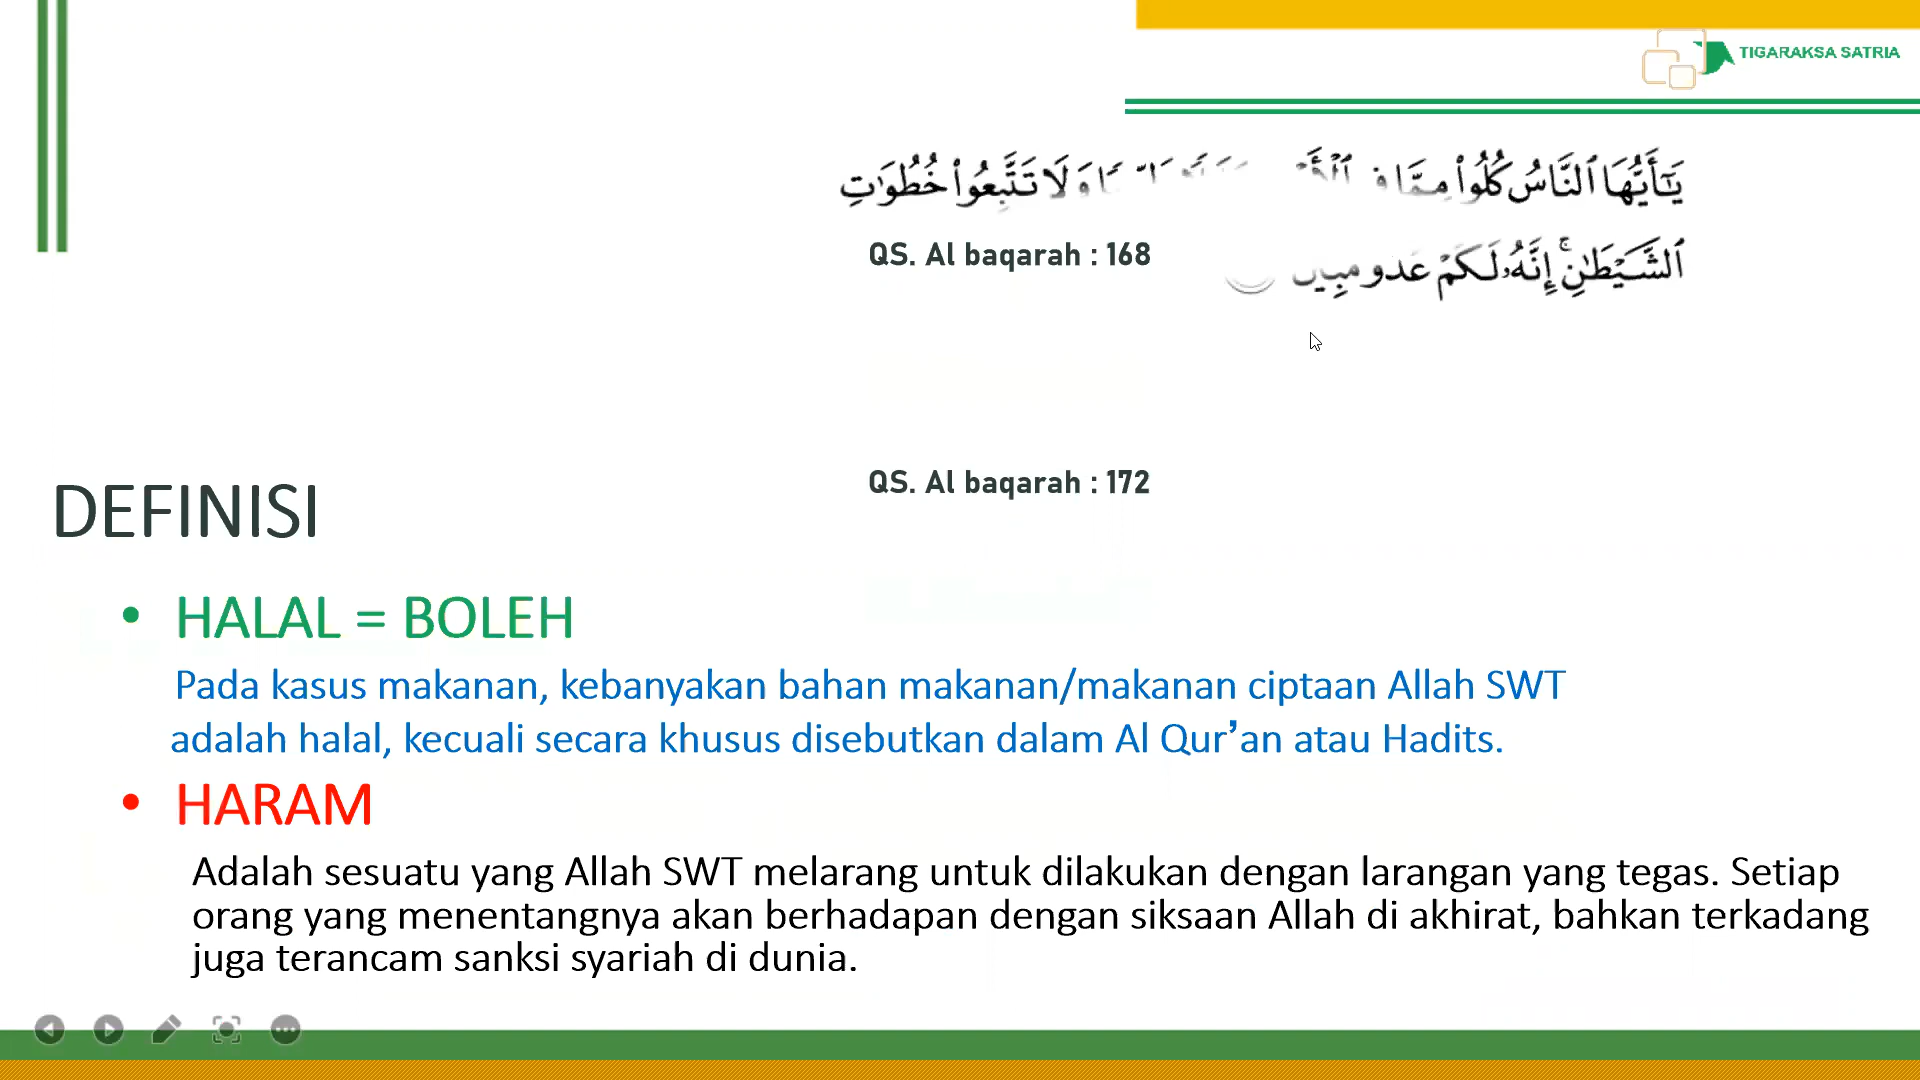 TIGARAKSA SATRIA
يَٰٓأَيُّهَا ٱلنَّاسُ كُلُوا۟ مِمَّا وَلَا تَتَّبِعُوا۟ خُطُوَٰتِ
QS. Al baqarah : 168
ٱلشَّيْطَٰنِ ۚ إِنَّهُۥ لَكُمْ عَدُوٌّ مُّبِينٌ
QS. Al baqarah : 172
DEFINISI
• HALAL = BOLEH
Pada kasus makanan, kebanyakan bahan makanan/makanan ciptaan Allah SWT
adalah halal, kecuali secara khusus disebutkan dalam Al Qur’an atau Hadits.
• HARAM
Adalah sesuatu yang Allah SWT melarang untuk dilakukan dengan larangan yang tegas. Setiap
orang yang menentangnya akan berhadapan dengan siksaan Allah di akhirat, bahkan terkadang
juga terancam sanksi syariah di dunia.